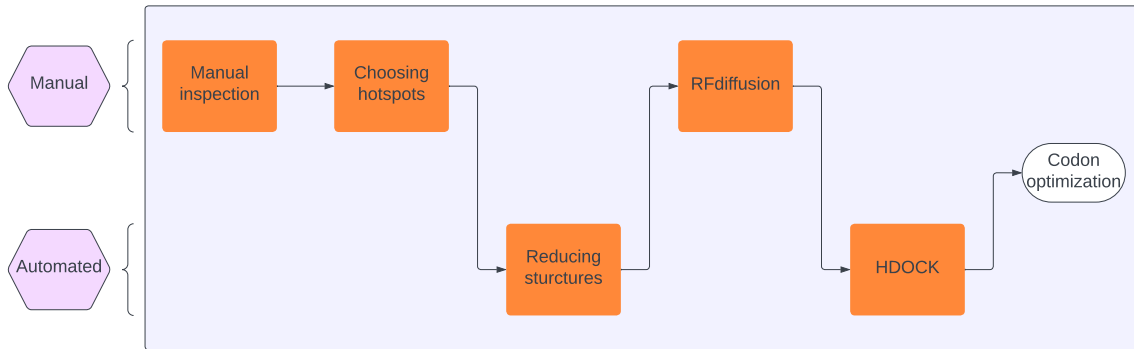 Manual
Manual
inspection
Choosing
hotspots
RFdiffusion
Codon
optimization
Automated
Reducing
sturctures
HDOCK